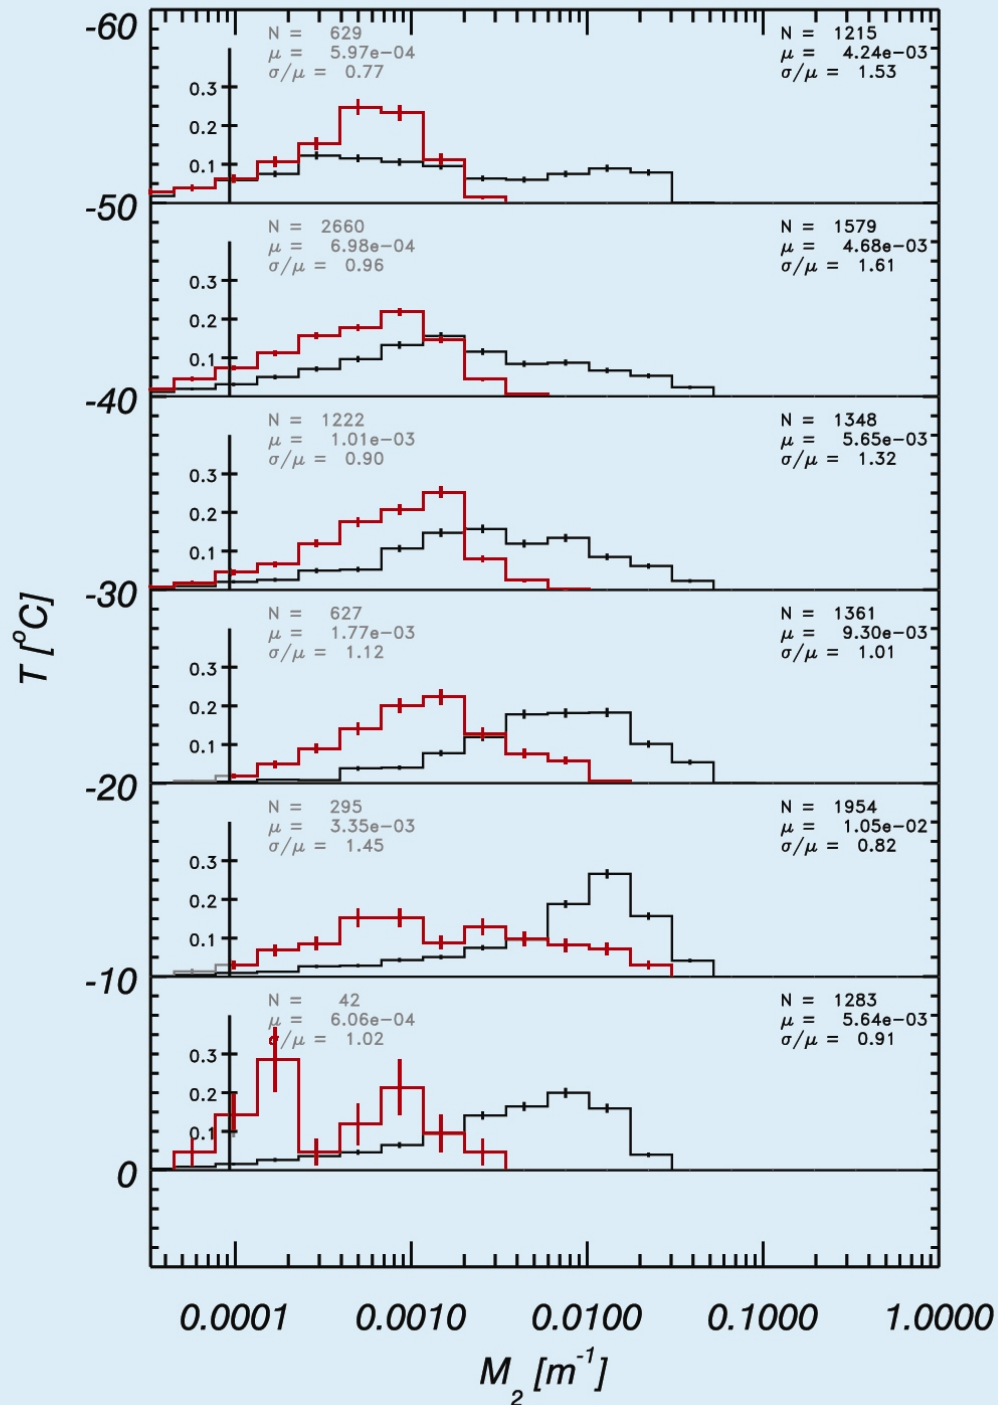 -60
N = 629
μ = 5.97e-04
σ/μ = 0.77
N = 1215
μ = 4.24e-03
σ/μ = 1.53
0.3
0.2
0.1
-50
N = 2660
μ = 6.98e-04
σ/μ = 0.96
N = 1579
μ = 4.68e-03
σ/μ = 1.61
0.3
0.2
0.1
-40
N = 1222
μ = 1.01e-03
σ/μ = 0.90
N = 1348
μ = 5.65e-03
σ/μ = 1.32
0.3
0.2
0.1
-30
N = 627
μ = 1.77e-03
σ/μ = 1.12
N = 1361
μ = 9.30e-03
σ/μ = 1.01
0.3
0.2
0.1
-20
N = 295
μ = 3.35e-03
σ/μ = 1.45
N = 1954
μ = 1.05e-02
σ/μ = 0.82
0.3
0.2
0.1
-10
N = 42
μ = 6.06e-04
σ/μ = 1.02
N = 1283
μ = 5.64e-03
σ/μ = 0.91
0.3
0.2
0.1
0
T [°C]
0.0001 0.0010 0.0100 0.1000 1.0000
M₂ [m⁻¹]